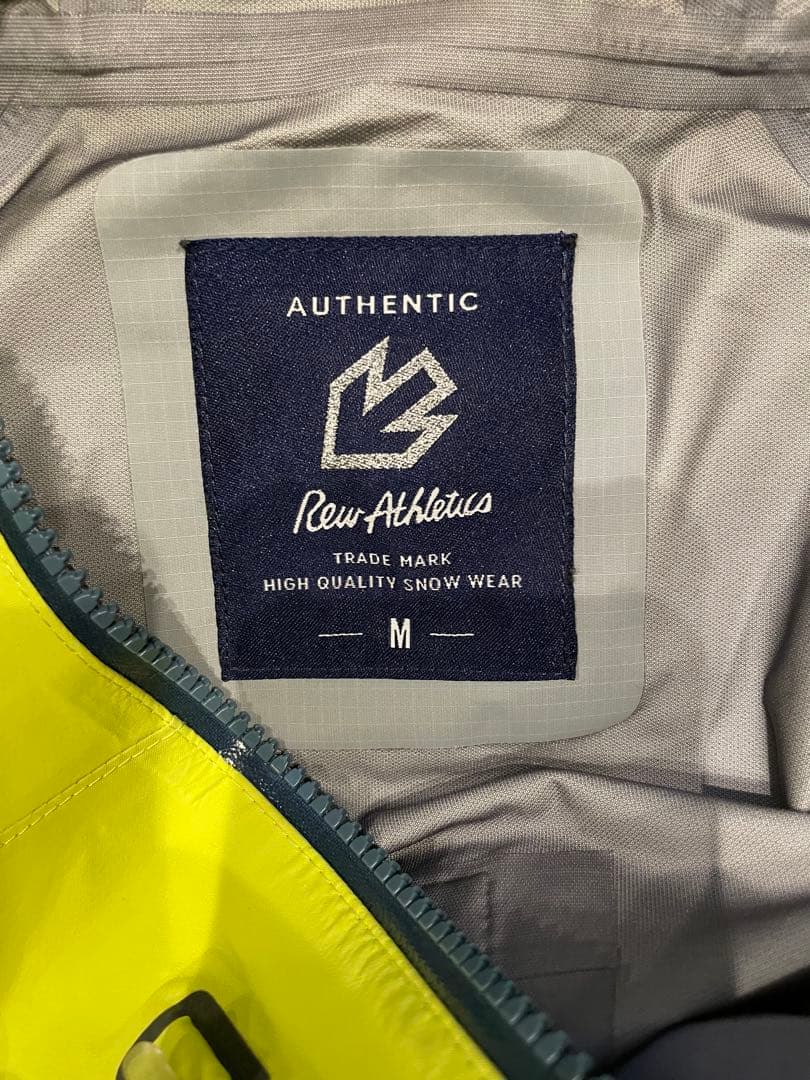 AUTHENTIC
Rew Athletics
TRADE MARK
HIGH QUALITY SNOW WEAR
M